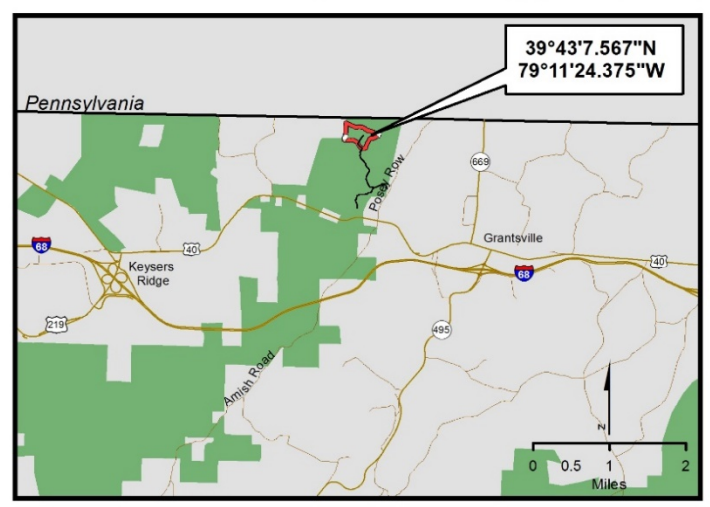 39°43'7.567"N
79°11'24.375"W
Pennsylvania
669
Posey Row
Grantsville
40
68
40
Keysers
Ridge
68
219
495
Amish Road
z
0 0.5 1 2
Miles